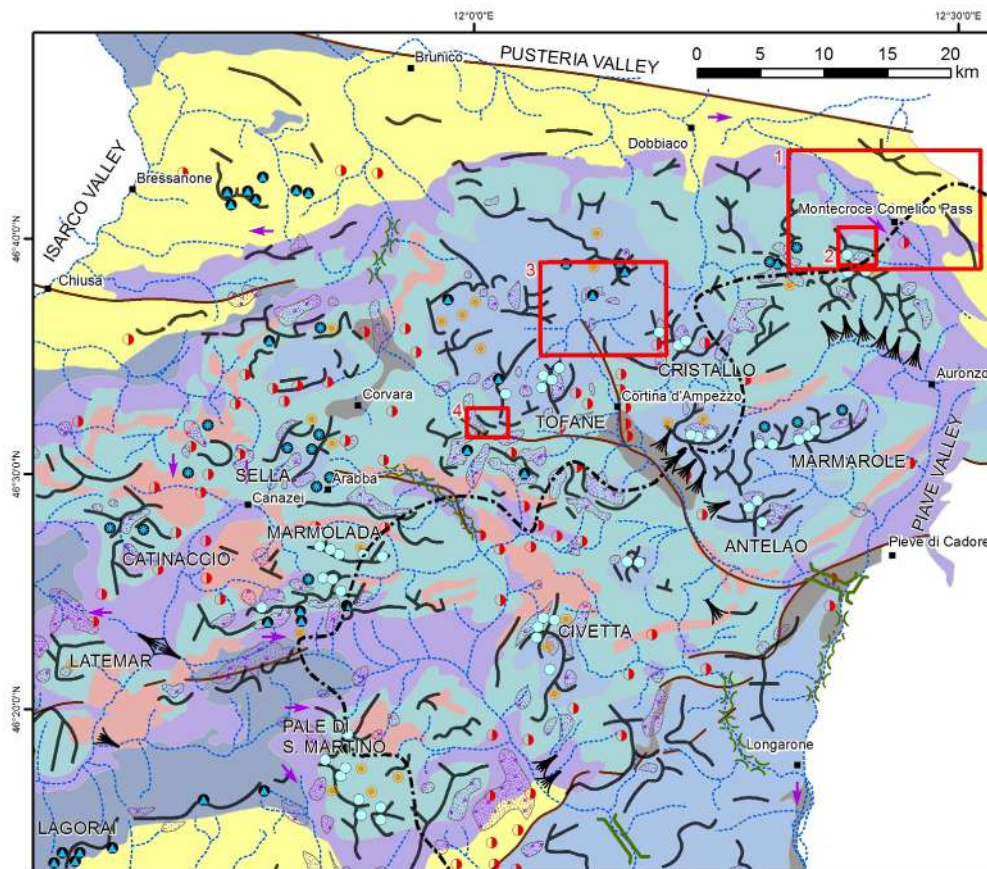 12°0'0"E
12°30'0"E
PUSTERIA VALLEY
Brunico
0 5 10 15 20
km
Dobbiaco
1
Bressanone
Montecroce Comelico Pass
ISARCO VALLEY
46°40'0"N
2
3
Chiusa
CRISTALLO
Auronzo
Corvara
Cortina d'Ampezzo
4
TOFANE
46°30'0"N
SELLA
Arabba
MARMAROLE
Canazei
PIAVE VALLEY
MARMOLADA
ANTELAO
Pieve di Cadore
CATINACCIO
CIVETTA
LATEMAR
46°20'0"N
PALE DI
S. MARTINO
Longarone
LAGORAI